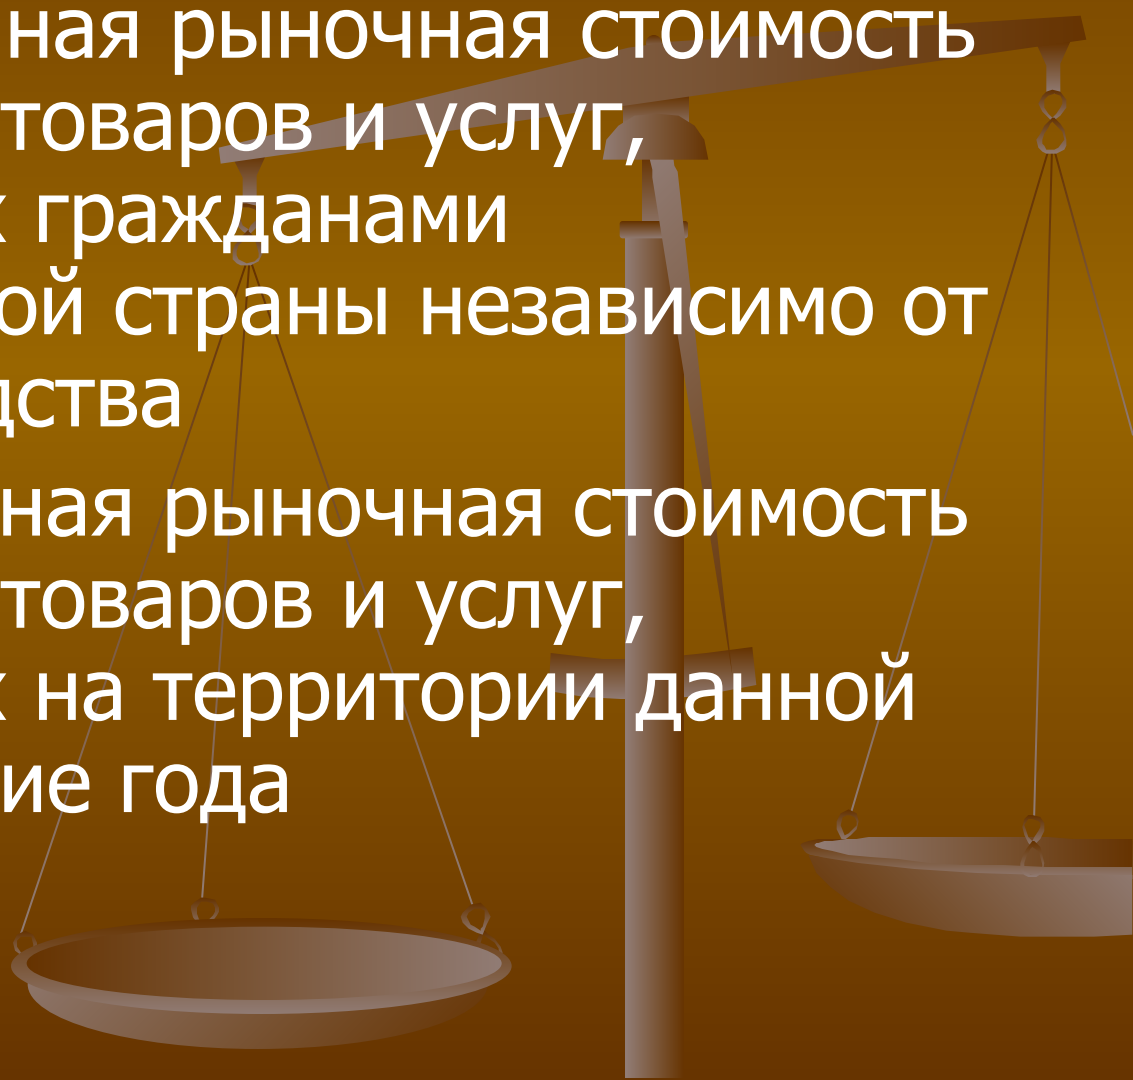 ная рыночная стоимость
товаров и услуг,
х гражданами
ой страны независимо от
дства
ная рыночная стоимость
товаров и услуг,
х на территории данной
ие года